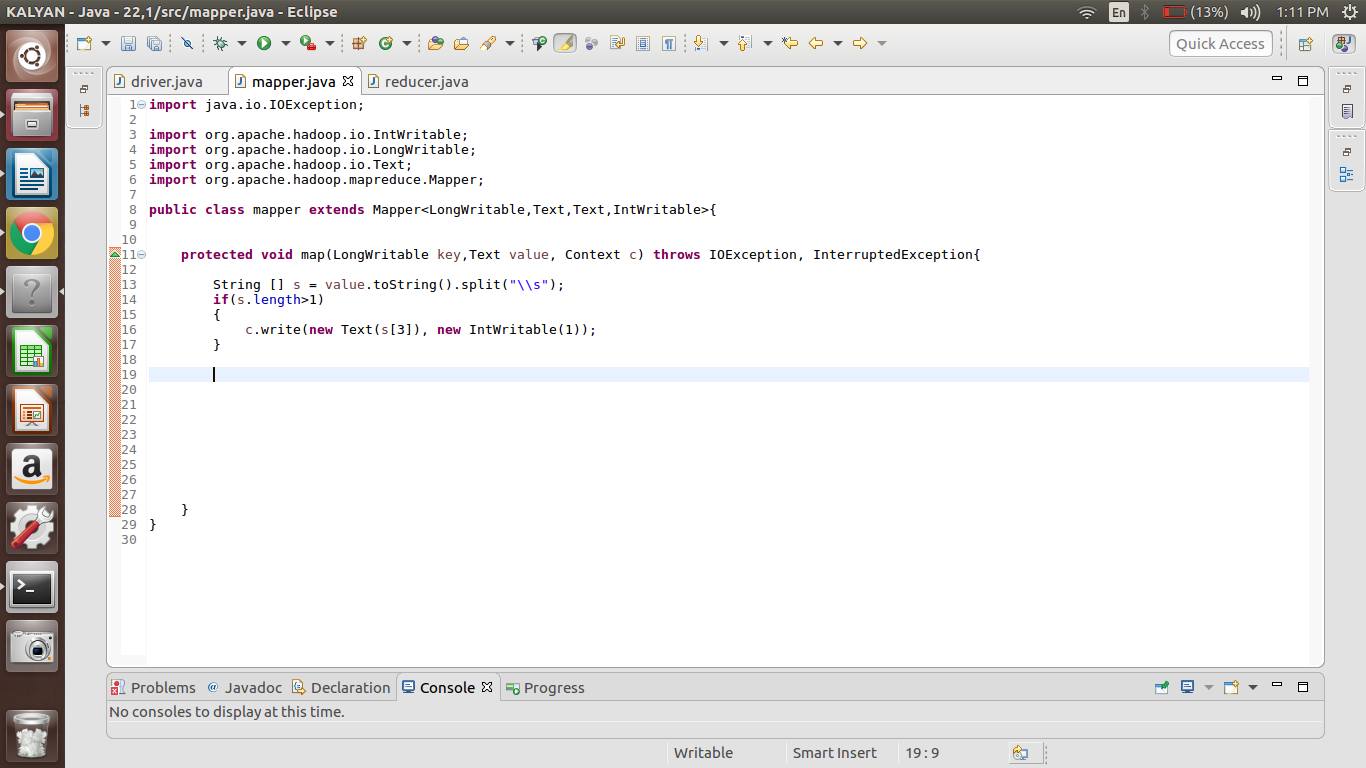 KALYAN - Java - 22,1/src/mapper.java - Eclipse
En
(13%)
1:11 PM
Quick Access
driver.java
mapper.java
reducer.java
1 import java.io.IOException;
2
3 import org.apache.hadoop.io.IntWritable;
4 import org.apache.hadoop.io.LongWritable;
5 import org.apache.hadoop.io.Text;
6 import org.apache.hadoop.mapreduce.Mapper;
7
8 public class mapper extends Mapper<LongWritable,Text,Text,IntWritable>{
9
10
11     protected void map(LongWritable key,Text value, Context c) throws IOException, InterruptedException{
12
13         String [] s = value.toString().split("\\s");
14         if(s.length>1)
15         {
16             c.write(new Text(s[3]), new IntWritable(1));
17         }
18
19
20
21
22
23
24
25
26
27
28     }
29 }
30
Problems
@ Javadoc
Declaration
Console
Progress
No consoles to display at this time.
Writable
Smart Insert
19 : 9